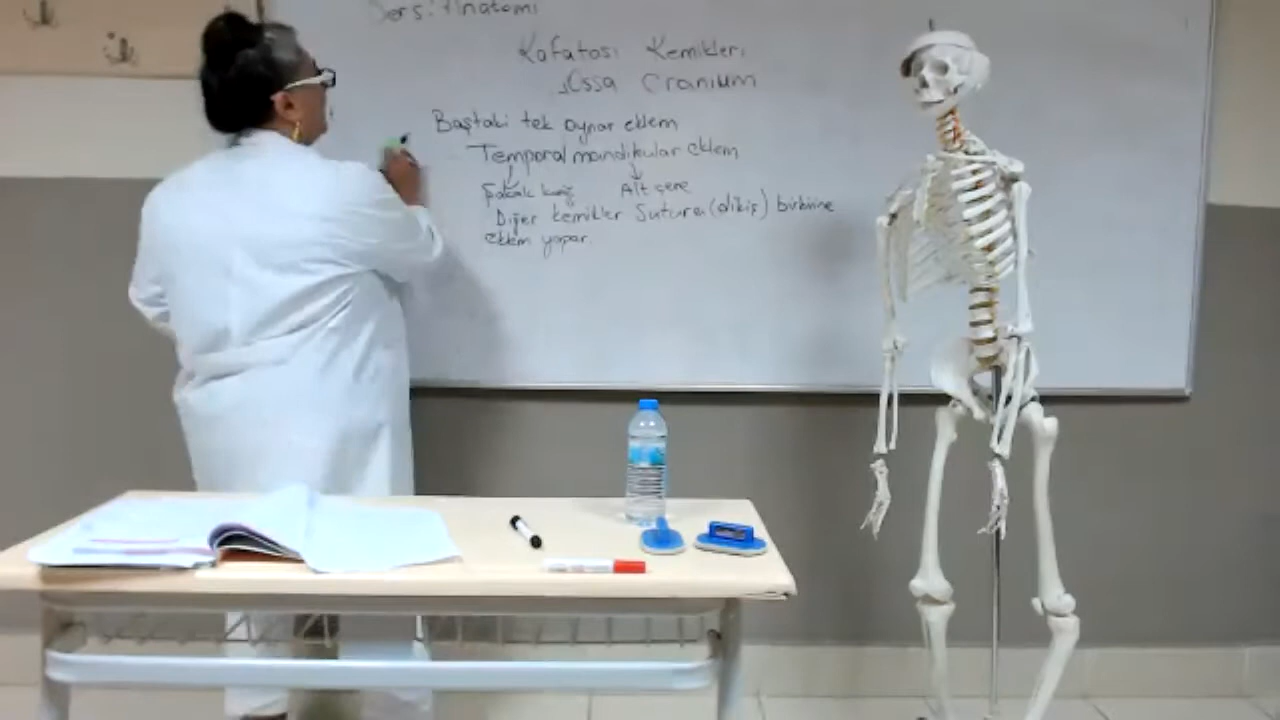 Ders: Anatomi
Kafatası Kemikleri
Ossa Cranium
Baştaki tek oynar eklem
Temporal mandikular eklem
Şakak kemiği Alt çene
Diğer kemikler Sutura (dikiş) birbirine
eklem yapar.